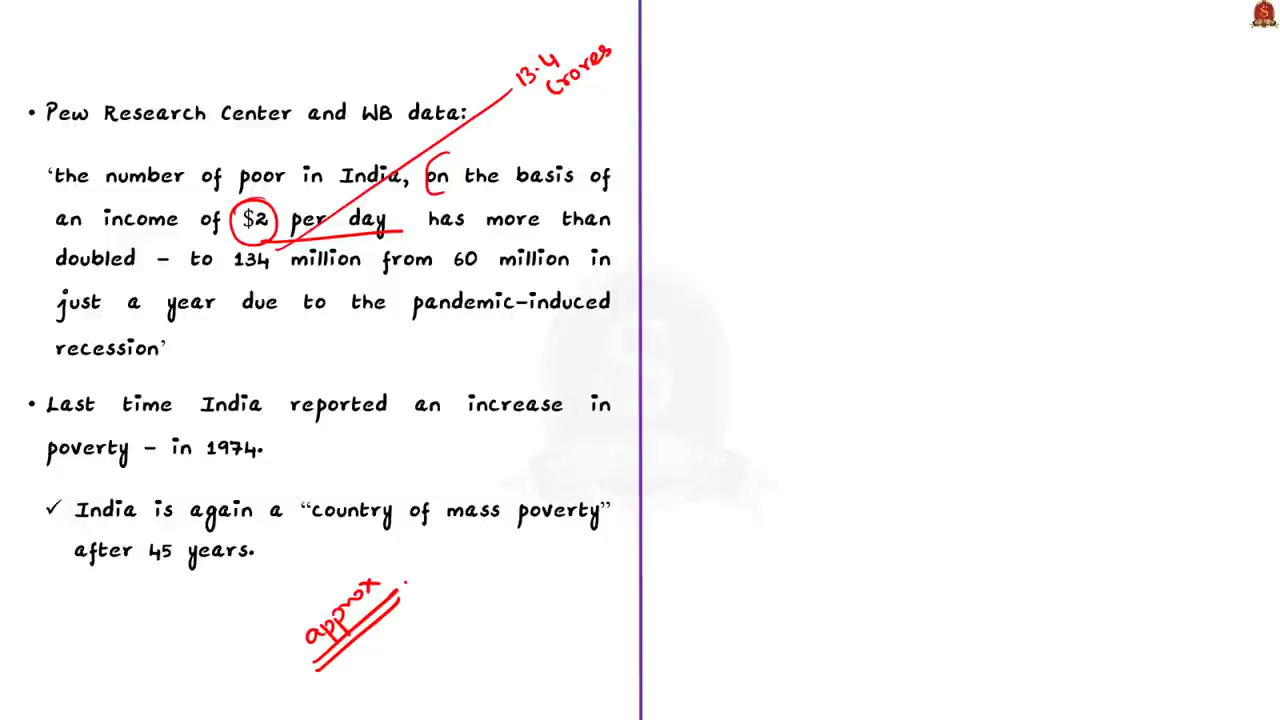 13.4
Crores
• Pew Research Center and WB data:
‘the number of poor in India, on the basis of
an income of $2 per day has more than
doubled – to 134 million from 60 million in
just a year due to the pandemic-induced
recession’
• Last time India reported an increase in
poverty – in 1974.
✓ India is again a “country of mass poverty”
after 45 years.
approx